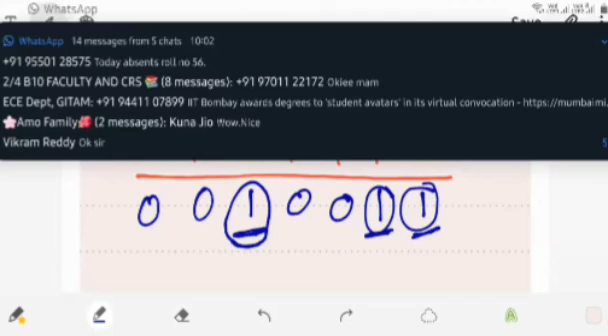 WhatsApp
WhatsApp 14 messages from 5 chats 10:02
+91 95501 28575 Today absents roll no 56.
2/4 B10 FACULTY AND CRS 📚 (8 messages): +91 97011 22172 Okiee mam
ECE Dept, GITAM: +91 94411 07899 IIT Bombay awards degrees to 'student avatars' in its virtual convocation - https://mumbaimi
🌸Amo Family💃 (2 messages): Kuna Jio Wow.Nice
Vikram Reddy Ok sir
5
0 0 1 0 0 1 1